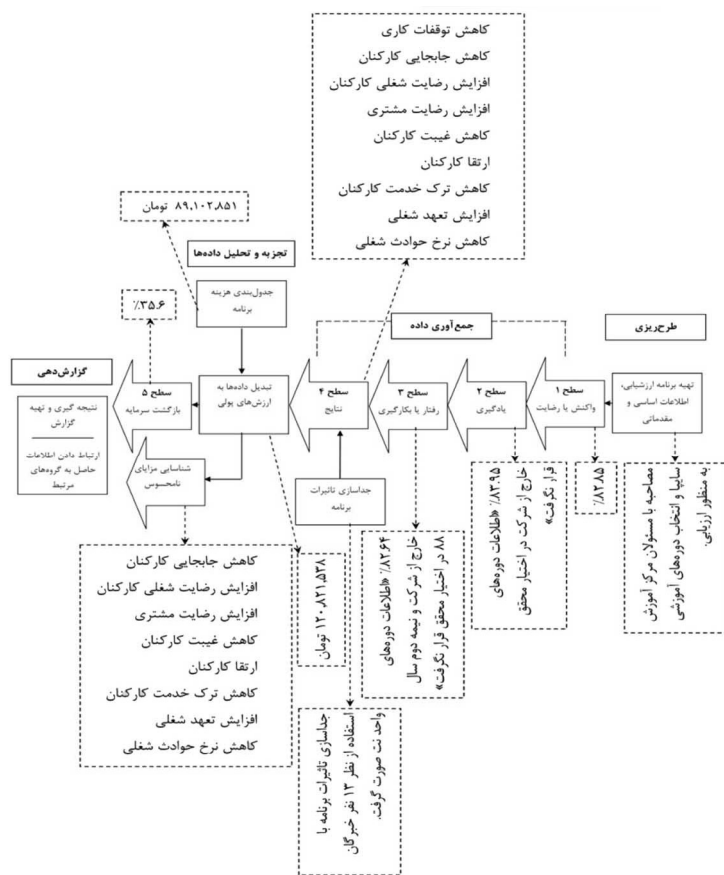 کاهش توقفات کاری
کاهش جابجایی کارکنان
افزایش رضایت شغلی کارکنان
افزایش رضایت مشتری
کاهش غیبت کارکنان
ارتقا کارکنان
کاهش ترک خدمت کارکنان
افزایش تعهد شغلی
کاهش نرخ حوادث شغلی
طرح‌ریزی
تهیه برنامه ارزشیابی،
اطلاعات اساسی و
مقدماتی
مصاحبه با مسئولان مرکز آموزش
سایپا و انتخاب دوره‌های آموزشی
به منظور ارزیابی.
جمع‌آوری داده
سطح ۱
واکنش یا رضایت
٪۸۲.۸۵
سطح ۲
یادگیری
٪۸۳.۹۵ «اطلاعات دوره‌های
خارج از شرکت در اختیار محقق
قرار نگرفت»
سطح ۳
رفتار یا بکارگیری
٪۸۲.۶۴ «اطلاعات دوره‌های
خارج از شرکت و نیمه دوم سال
۸۸ در اختیار محقق قرار نگرفت»
سطح ۴
نتایج
جداسازی تاثیرات
برنامه
جداسازی تاثیرات برنامه با
استفاده از نظر ۱۳ نفر خبرگان
واحد نت صورت گرفت.
تجزیه و تحلیل داده‌ها
۸۹،۱۰۲،۸۵۱ تومان
جدول‌بندی هزینه
برنامه
تبدیل داده‌ها به
ارزش‌های پولی
۱۲۰،۸۲۱،۵۳۸ تومان
٪۳۵.۶
سطح ۵
بازگشت سرمایه
شناسایی مزایای
نامحسوس
کاهش جابجایی کارکنان
افزایش رضایت شغلی کارکنان
افزایش رضایت مشتری
کاهش غیبت کارکنان
ارتقا کارکنان
کاهش ترک خدمت کارکنان
افزایش تعهد شغلی
کاهش نرخ حوادث شغلی
گزارش‌دهی
نتیجه گیری و تهیه
گزارش
ارتباط دادن اطلاعات
حاصل به گروه‌های
مرتبط